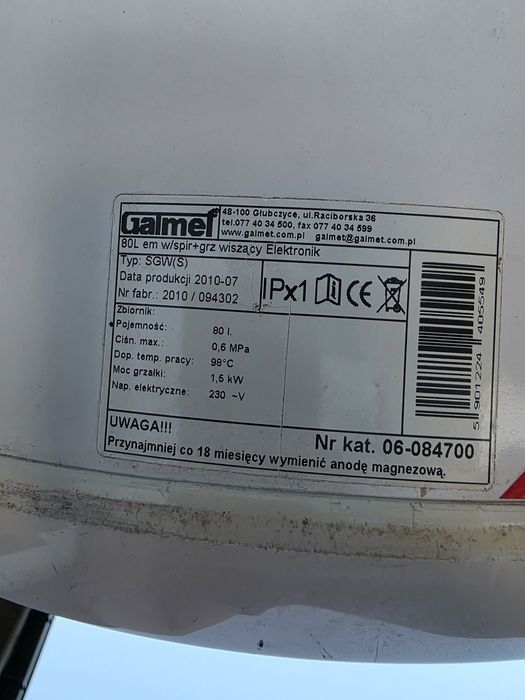 Galmet
48-100 Głubczyce, ul.Raciborska 36
tel.077 40 34 500, fax 077 40 34 599
www.galmet.com.pl galmet@galmet.com.pl
80L em w/spir+grz wiszący Elektronik
Typ: SGW(S)
Data produkcji 2010-07
Nr fabr.: 2010 / 094302
IPx1
CE
Zbiornik:
Pojemność: 80 l.
Ciśn. max.: 0,6 MPa
Dop. temp. pracy: 98°C
Moc grzałki: 1,5 kW
Nap. elektryczne: 230 ~V
5 901224 405549
UWAGA!!!
Nr kat. 06-084700
Przynajmniej co 18 miesięcy wymienić anodę magnezową.